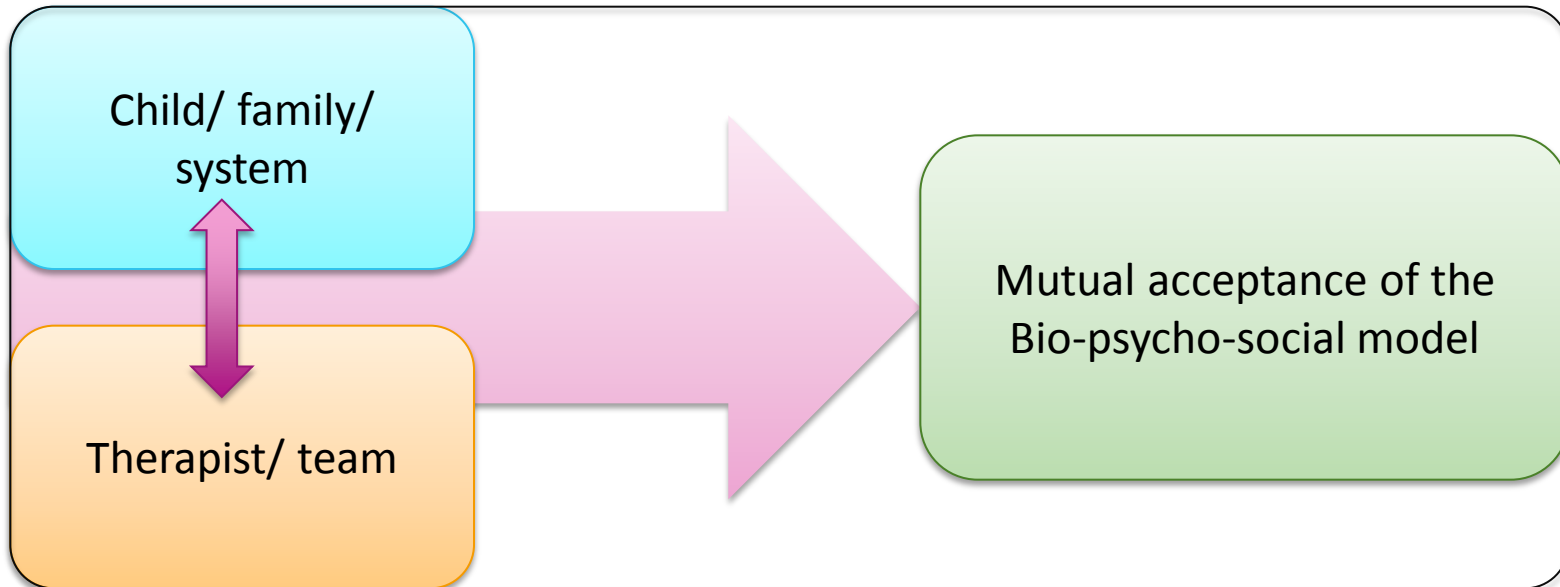 Child/ family/
system
Therapist/ team
Mutual acceptance of the
Bio-psycho-social model